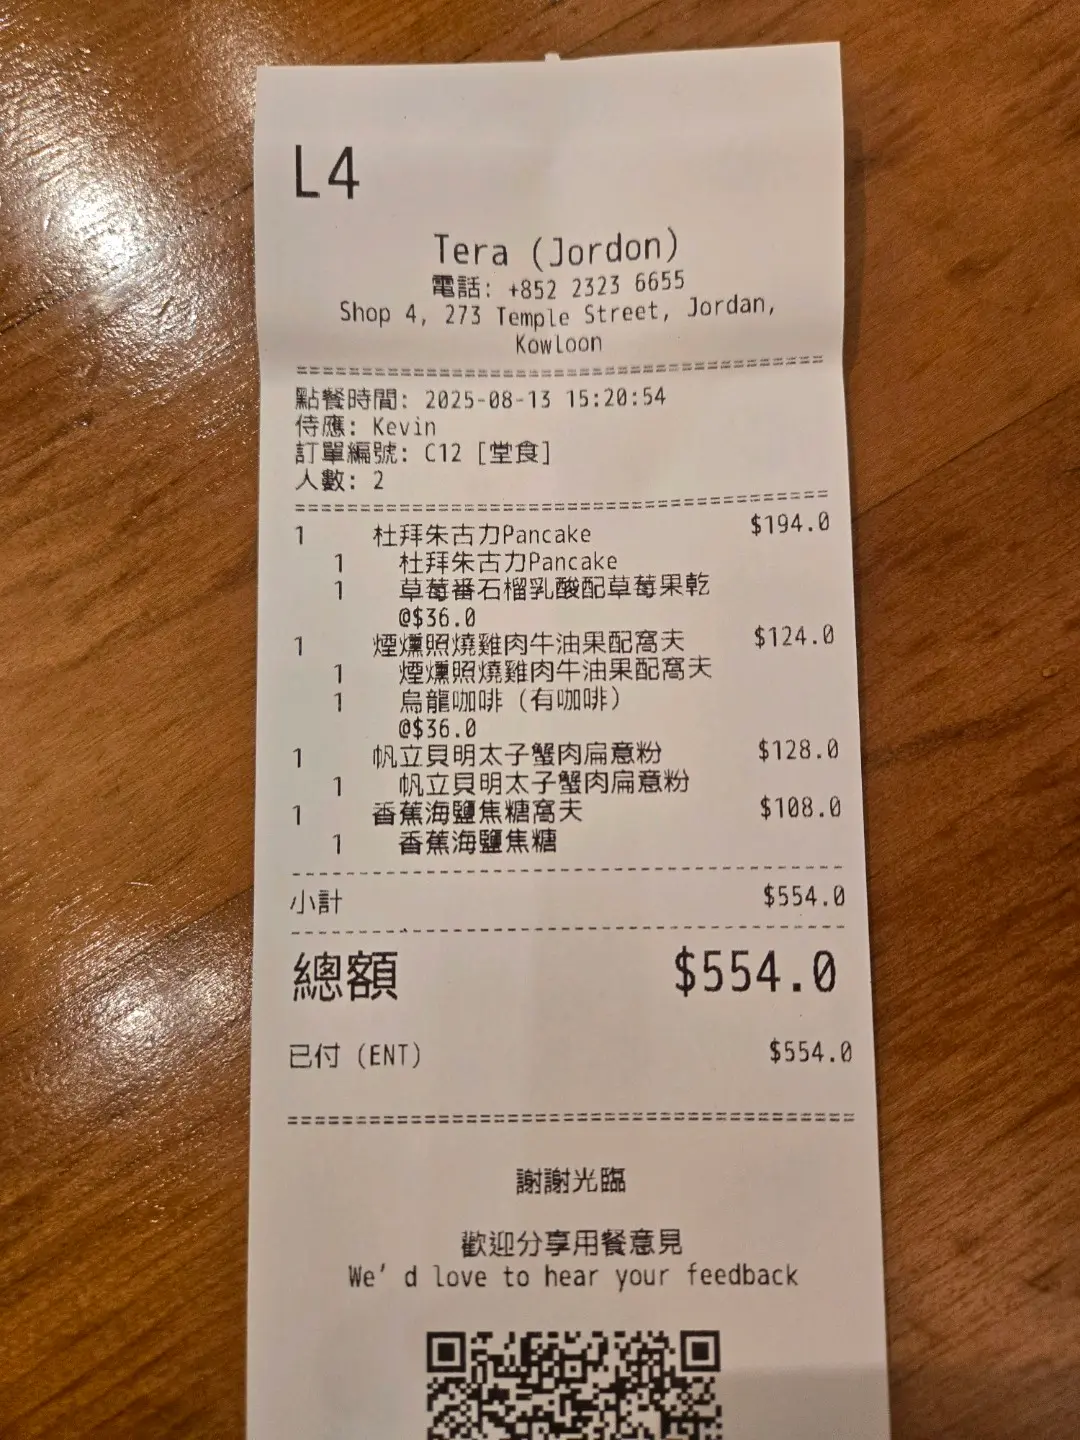 L4
Tera (Jordon)
電話: +852 2323 6655
Shop 4, 273 Temple Street, Jordan,
Kowloon
點餐時間: 2025-08-13 15:20:54
侍應: Kevin
訂單編號: C12 [堂食]
人數: 2
1 杜拜朱古力Pancake $194.0
1 杜拜朱古力Pancake
1 草莓番石榴乳酸配草莓果乾
@$36.0
1 煙燻照燒雞肉牛油果配窩夫 $124.0
1 煙燻照燒雞肉牛油果配窩夫
1 烏龍咖啡 (有咖啡)
@$36.0
1 帆立貝明太子蟹肉扁意粉 $128.0
1 帆立貝明太子蟹肉扁意粉
1 香蕉海鹽焦糖窩夫 $108.0
1 香蕉海鹽焦糖
小計 $554.0
總額 $554.0
已付 (ENT) $554.0
謝謝光臨
歡迎分享用餐意見
We'd love to hear your feedback